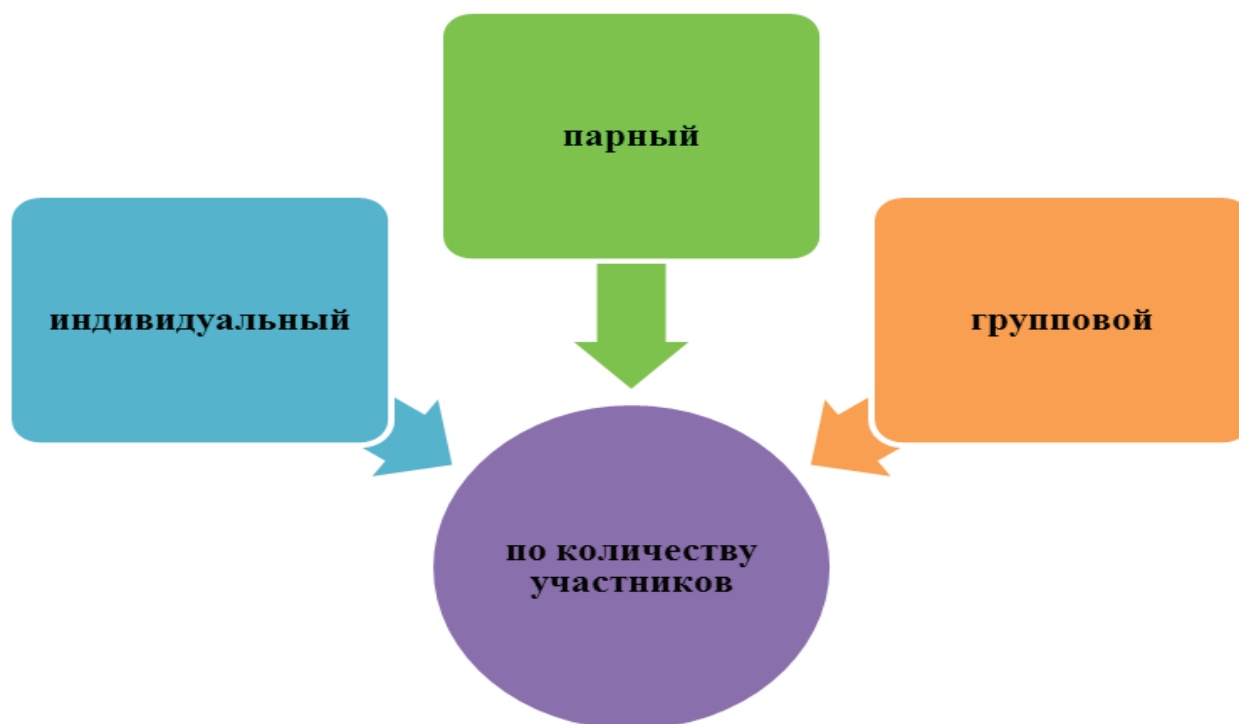 парный
индивидуальный
групповой
по количеству
участников